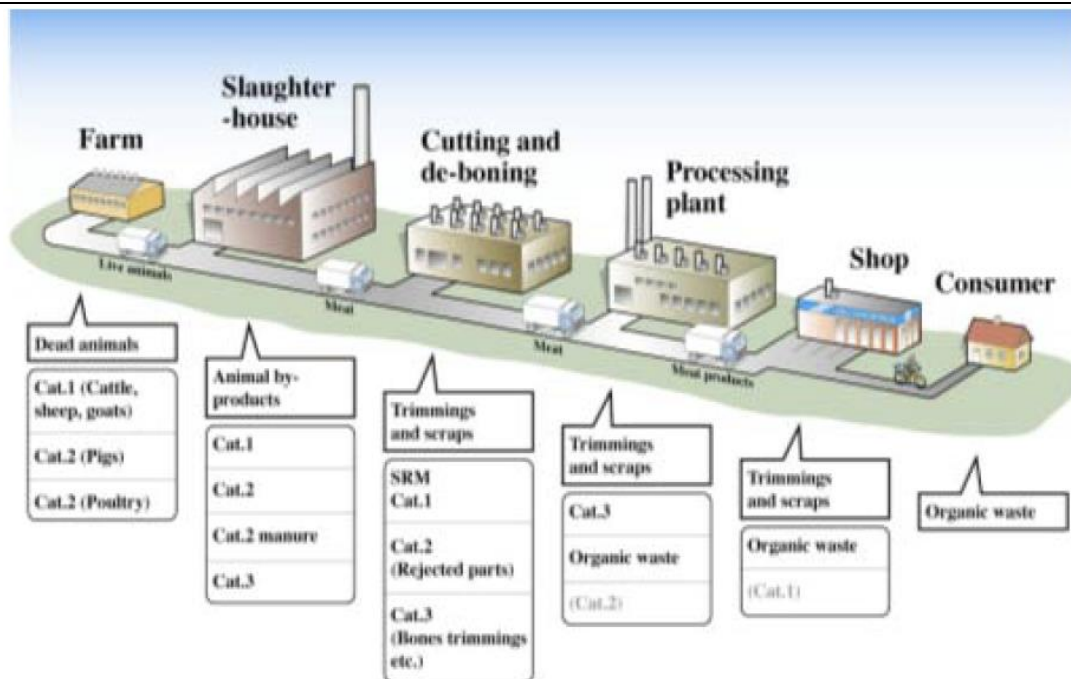 Farm
Slaughter
-house
Cutting and
de-boning
Processing
plant
Shop
Consumer
Live animals
Meat
Meat
Meat products
Dead animals
Cat.1 (Cattle,
sheep, goats)
Cat.2 (Pigs)
Cat.2 (Poultry)
Animal by-
products
Cat.1
Cat.2
Cat.2 manure
Cat.3
Trimmings
and scraps
SRM
Cat.1
Cat.2
(Rejected parts)
Cat.3
(Bones trimmings
etc.)
Trimmings
and scraps
Cat.3
Organic waste
(Cat.2)
Trimmings
and scraps
Organic waste
(Cat.1)
Organic waste